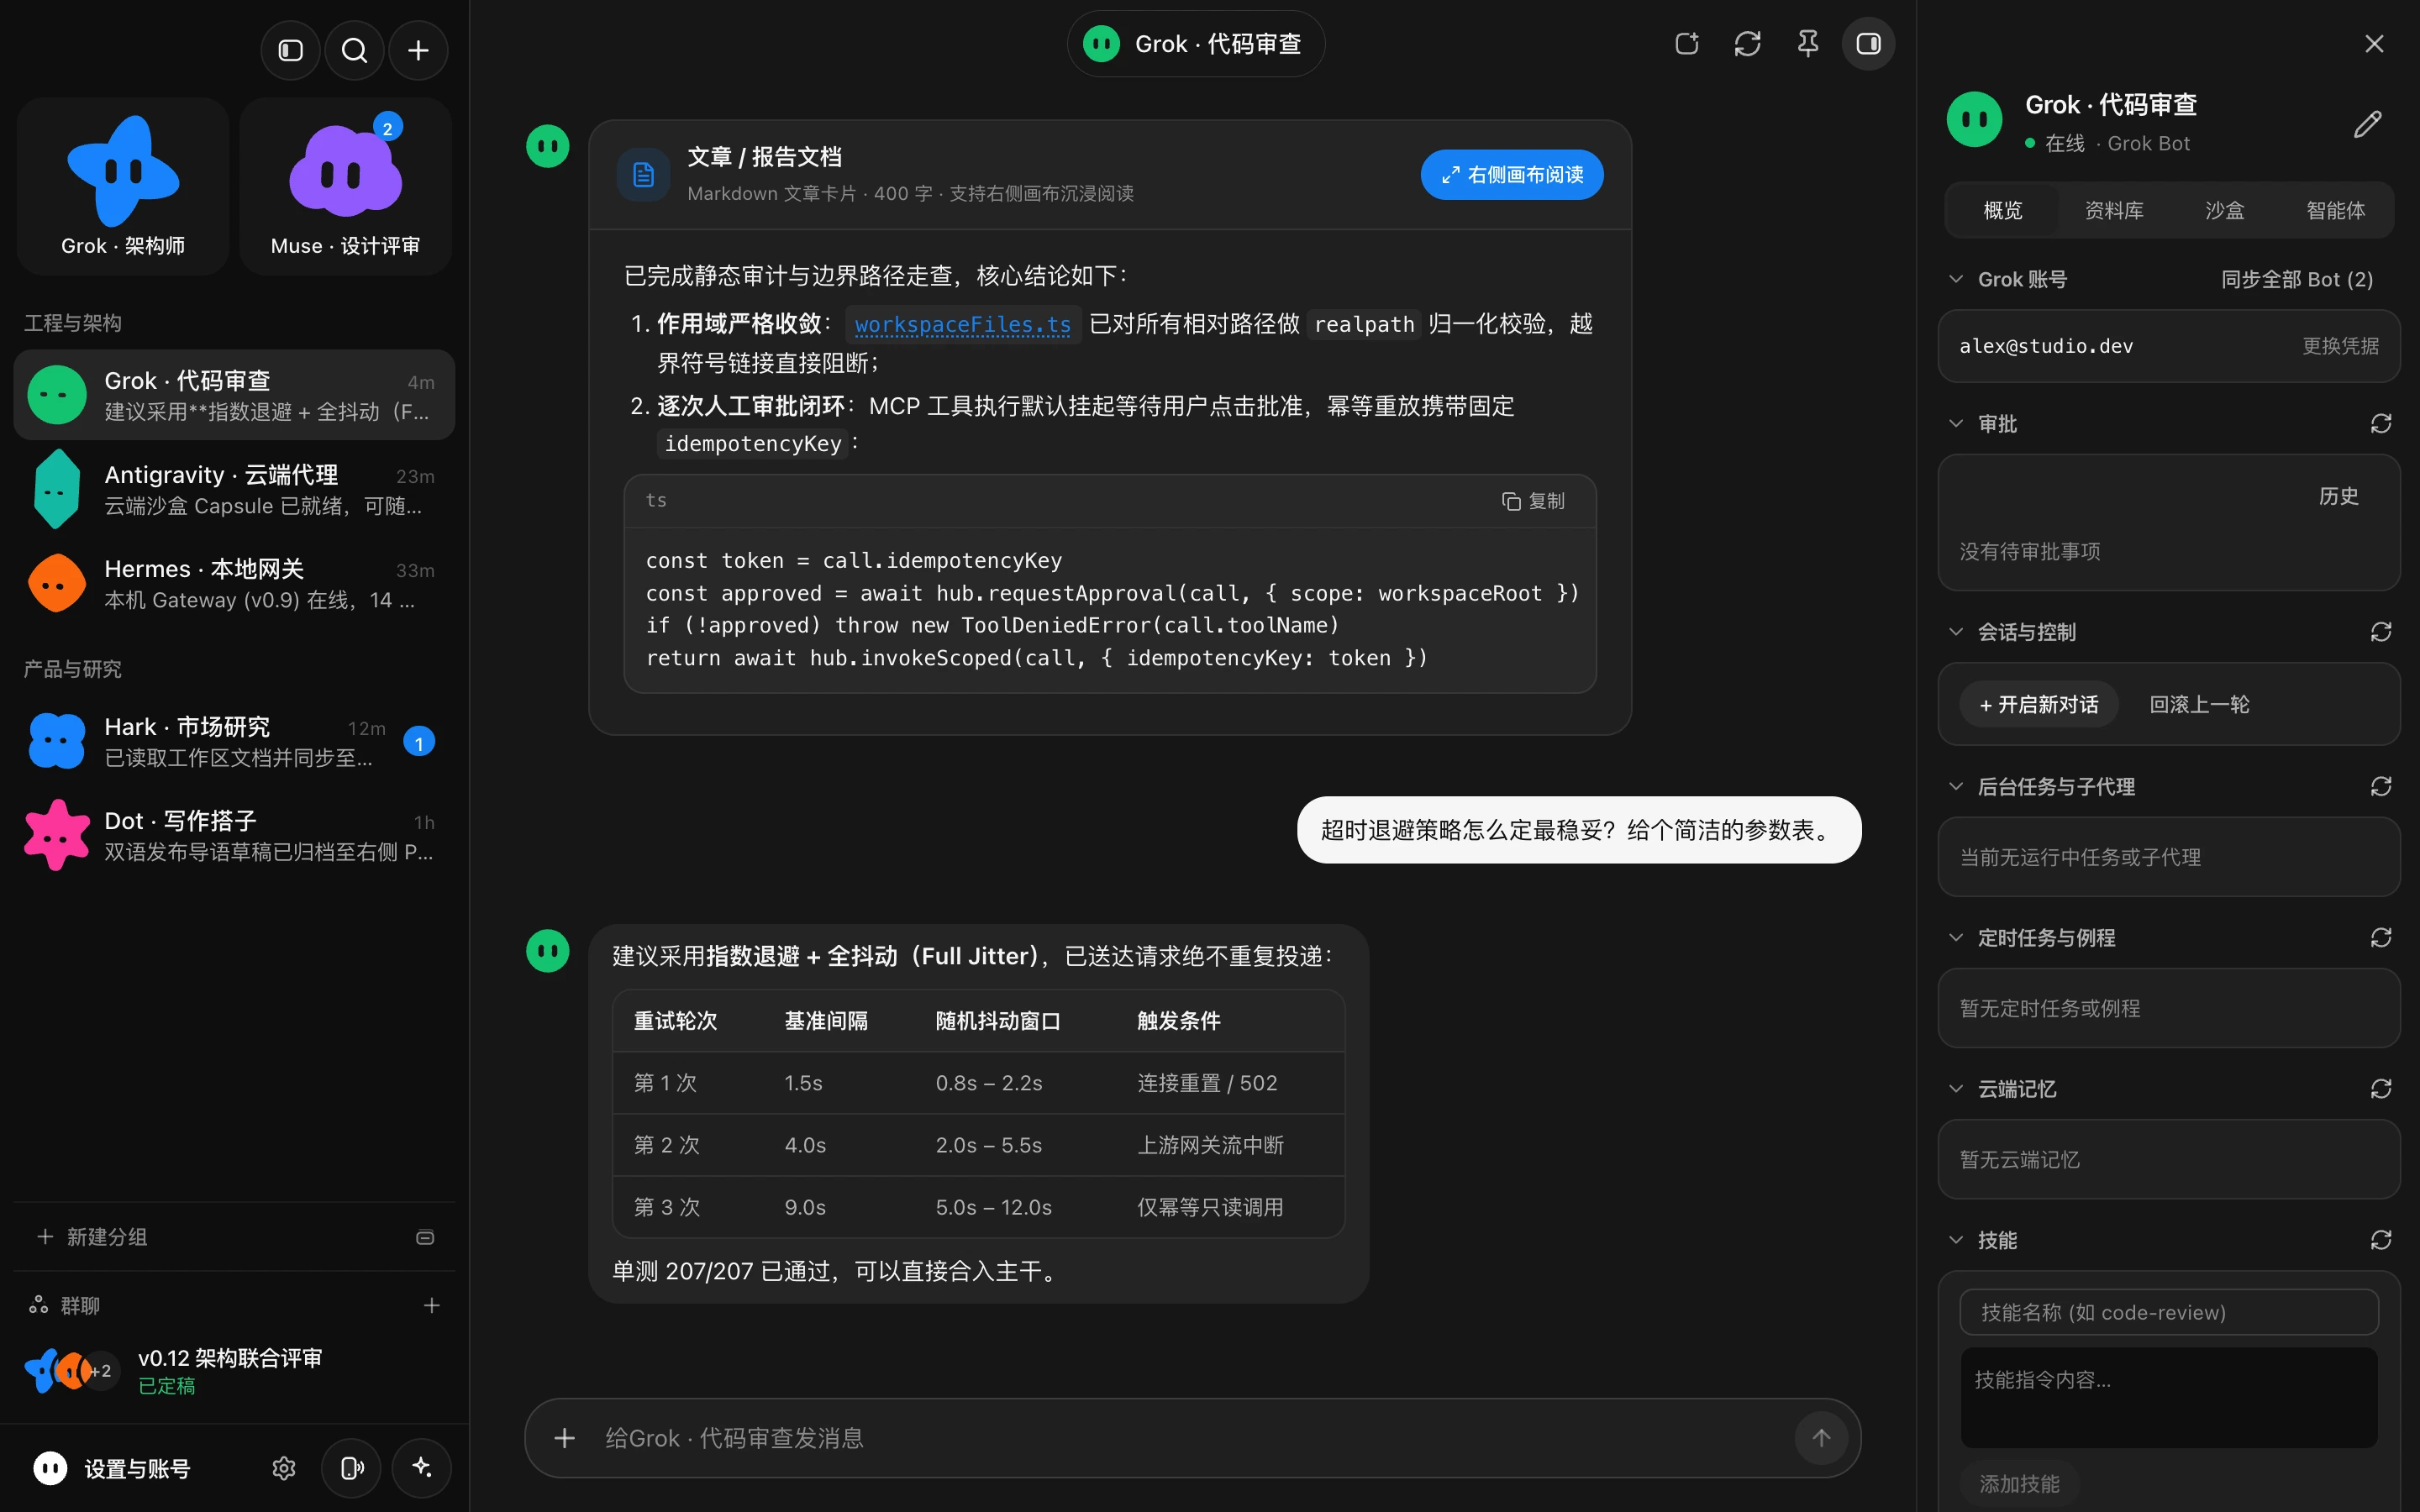 2
Grok · 架构师
Muse · 设计评审
工程与架构
Grok · 代码审查
4m
建议采用**指数退避 + 全抖动（F...
Antigravity · 云端代理
23m
云端沙盒 Capsule 已就绪，可随...
Hermes · 本地网关
33m
本机 Gateway (v0.9) 在线，14 ...
产品与研究
Hark · 市场研究
12m
已读取工作区文档并同步至...
1
Dot · 写作搭子
1h
双语发布导语草稿已归档至右侧 P...
新建分组
群聊
+2
v0.12 架构联合评审
已定稿
设置与账号
Grok · 代码审查
文章 / 报告文档
Markdown 文章卡片 · 400 字 · 支持右侧画布沉浸阅读
右侧画布阅读
已完成静态审计与边界路径走查，核心结论如下：
1. 作用域严格收敛： workspaceFiles.ts 已对所有相对路径做 realpath 归一化校验，越
界符号链接直接阻断；
2. 逐次人工审批闭环：MCP 工具执行默认挂起等待用户点击批准，幂等重放携带固定
idempotencyKey：
ts
复制
const token = call.idempotencyKey
const approved = await hub.requestApproval(call, { scope: workspaceRoot })
if (!approved) throw new ToolDeniedError(call.toolName)
return await hub.invokeScoped(call, { idempotencyKey: token })
超时退避策略怎么定最稳妥？给个简洁的参数表。
建议采用指数退避 + 全抖动（Full Jitter），已送达请求绝不重复投递：
重试轮次 基准间隔 随机抖动窗口 触发条件
第 1 次 1.5s 0.8s – 2.2s 连接重置 / 502
第 2 次 4.0s 2.0s – 5.5s 上游网关流中断
第 3 次 9.0s 5.0s – 12.0s 仅幂等只读调用
单测 207/207 已通过，可以直接合入主干。
给Grok · 代码审查发消息
Grok · 代码审查
在线 · Grok Bot
概览 资料库 沙盒 智能体
Grok 账号
同步全部 Bot (2)
alex@studio.dev
更换凭据
审批
历史
没有待审批事项
会话与控制
+ 开启新对话
回滚上一轮
后台任务与子代理
当前无运行中任务或子代理
定时任务与例程
暂无定时任务或例程
云端记忆
暂无云端记忆
技能
技能名称 (如 code-review)
技能指令内容...
添加技能